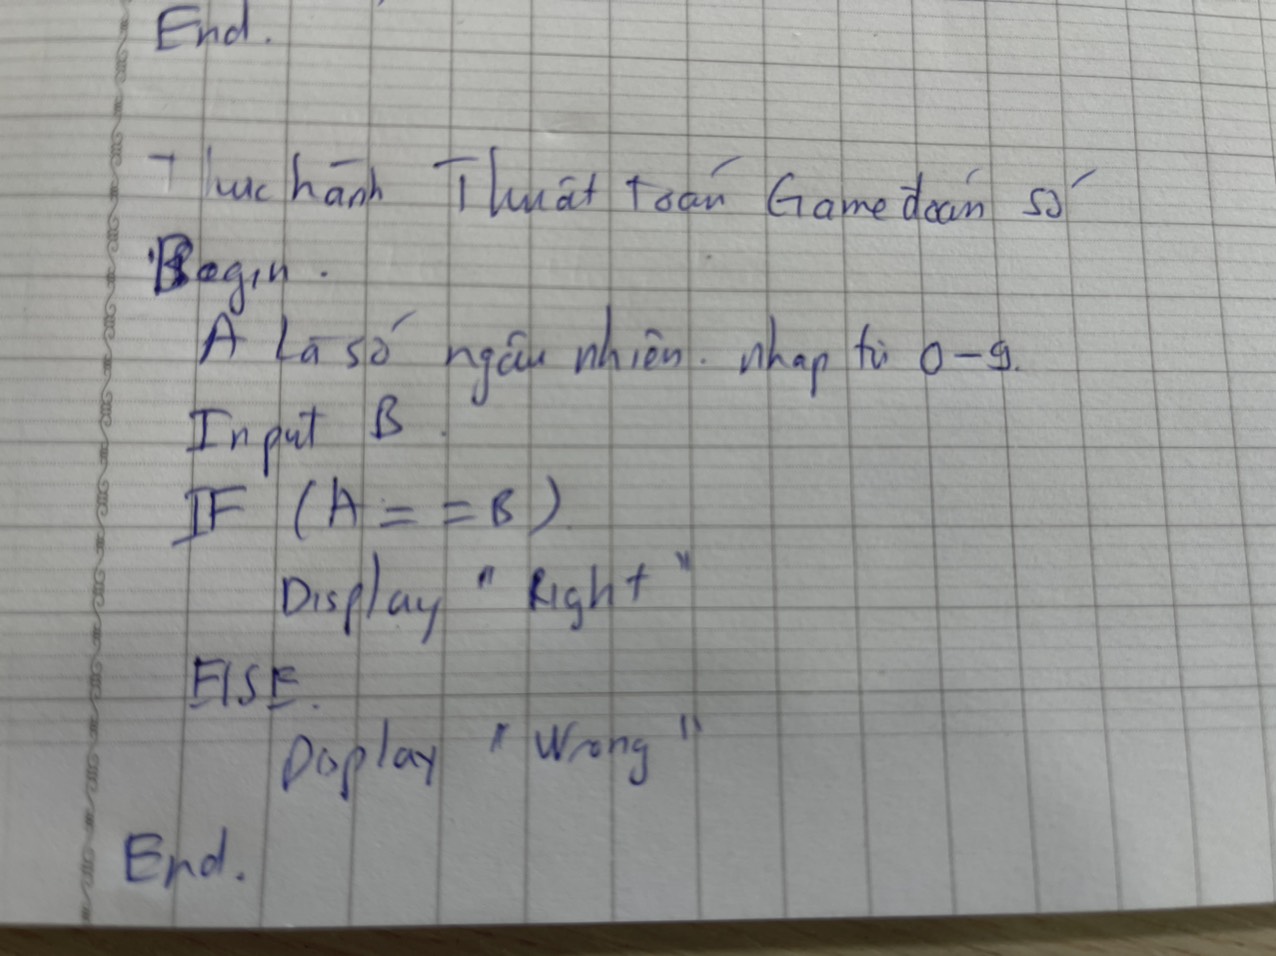 End.
Thực hành Thuật toán Game đoán số
Begin.
A là số ngẫu nhiên. nhap từ 0-9.
Input B.
IF (A = = B)
Display "Right"
ElSE.
Display "Wrong"
End.